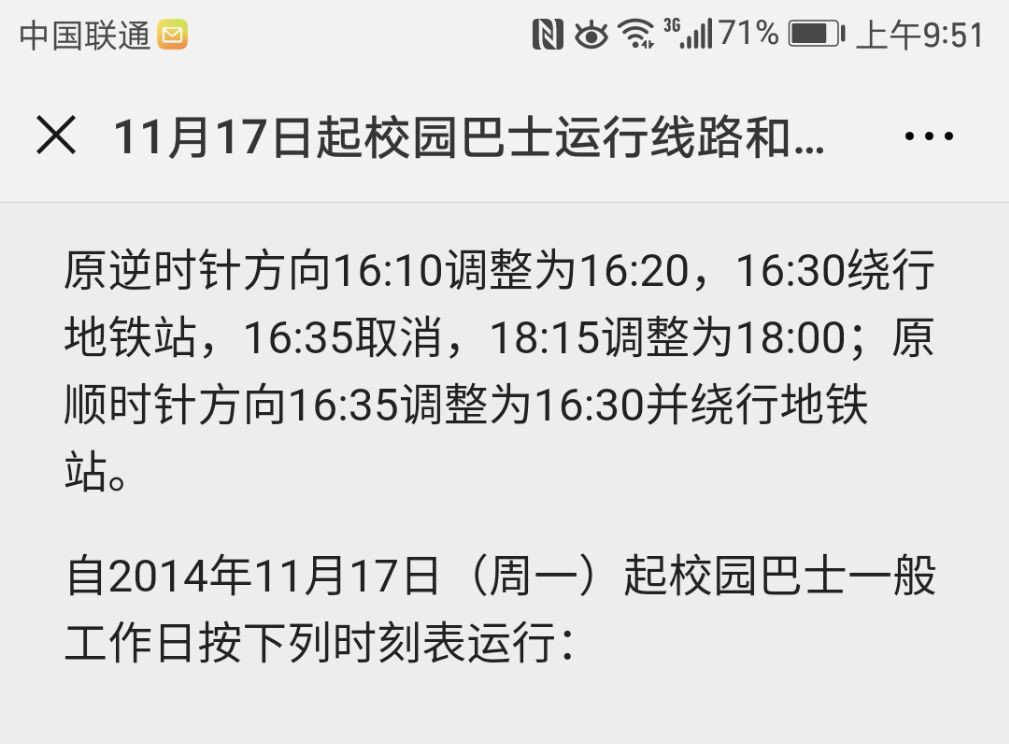 中国联通 3G 71% 上午9:51
11月17日起校园巴士运行线路和...
原逆时针方向16:10调整为16:20，16:30绕行
地铁站，16:35取消，18:15调整为18:00；原
顺时针方向16:35调整为16:30并绕行地铁
站。
自2014年11月17日（周一）起校园巴士一般
工作日按下列时刻表运行：